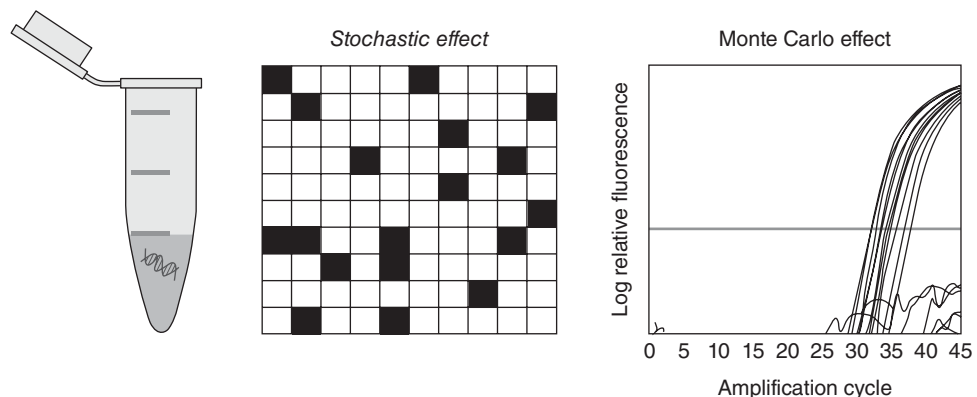 Stochastic effect
Monte Carlo effect
Log relative fluorescence
0 5 10 15 20 25 30 35 40 45
Amplification cycle